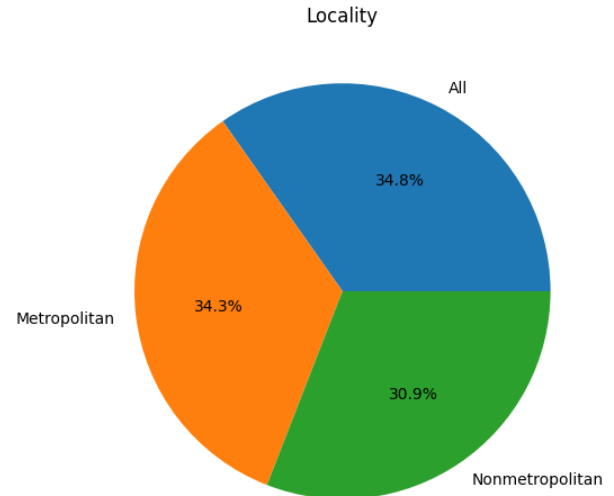 Locality
All
34.8%
34.3%
Metropolitan
30.9%
Nonmetropolitan